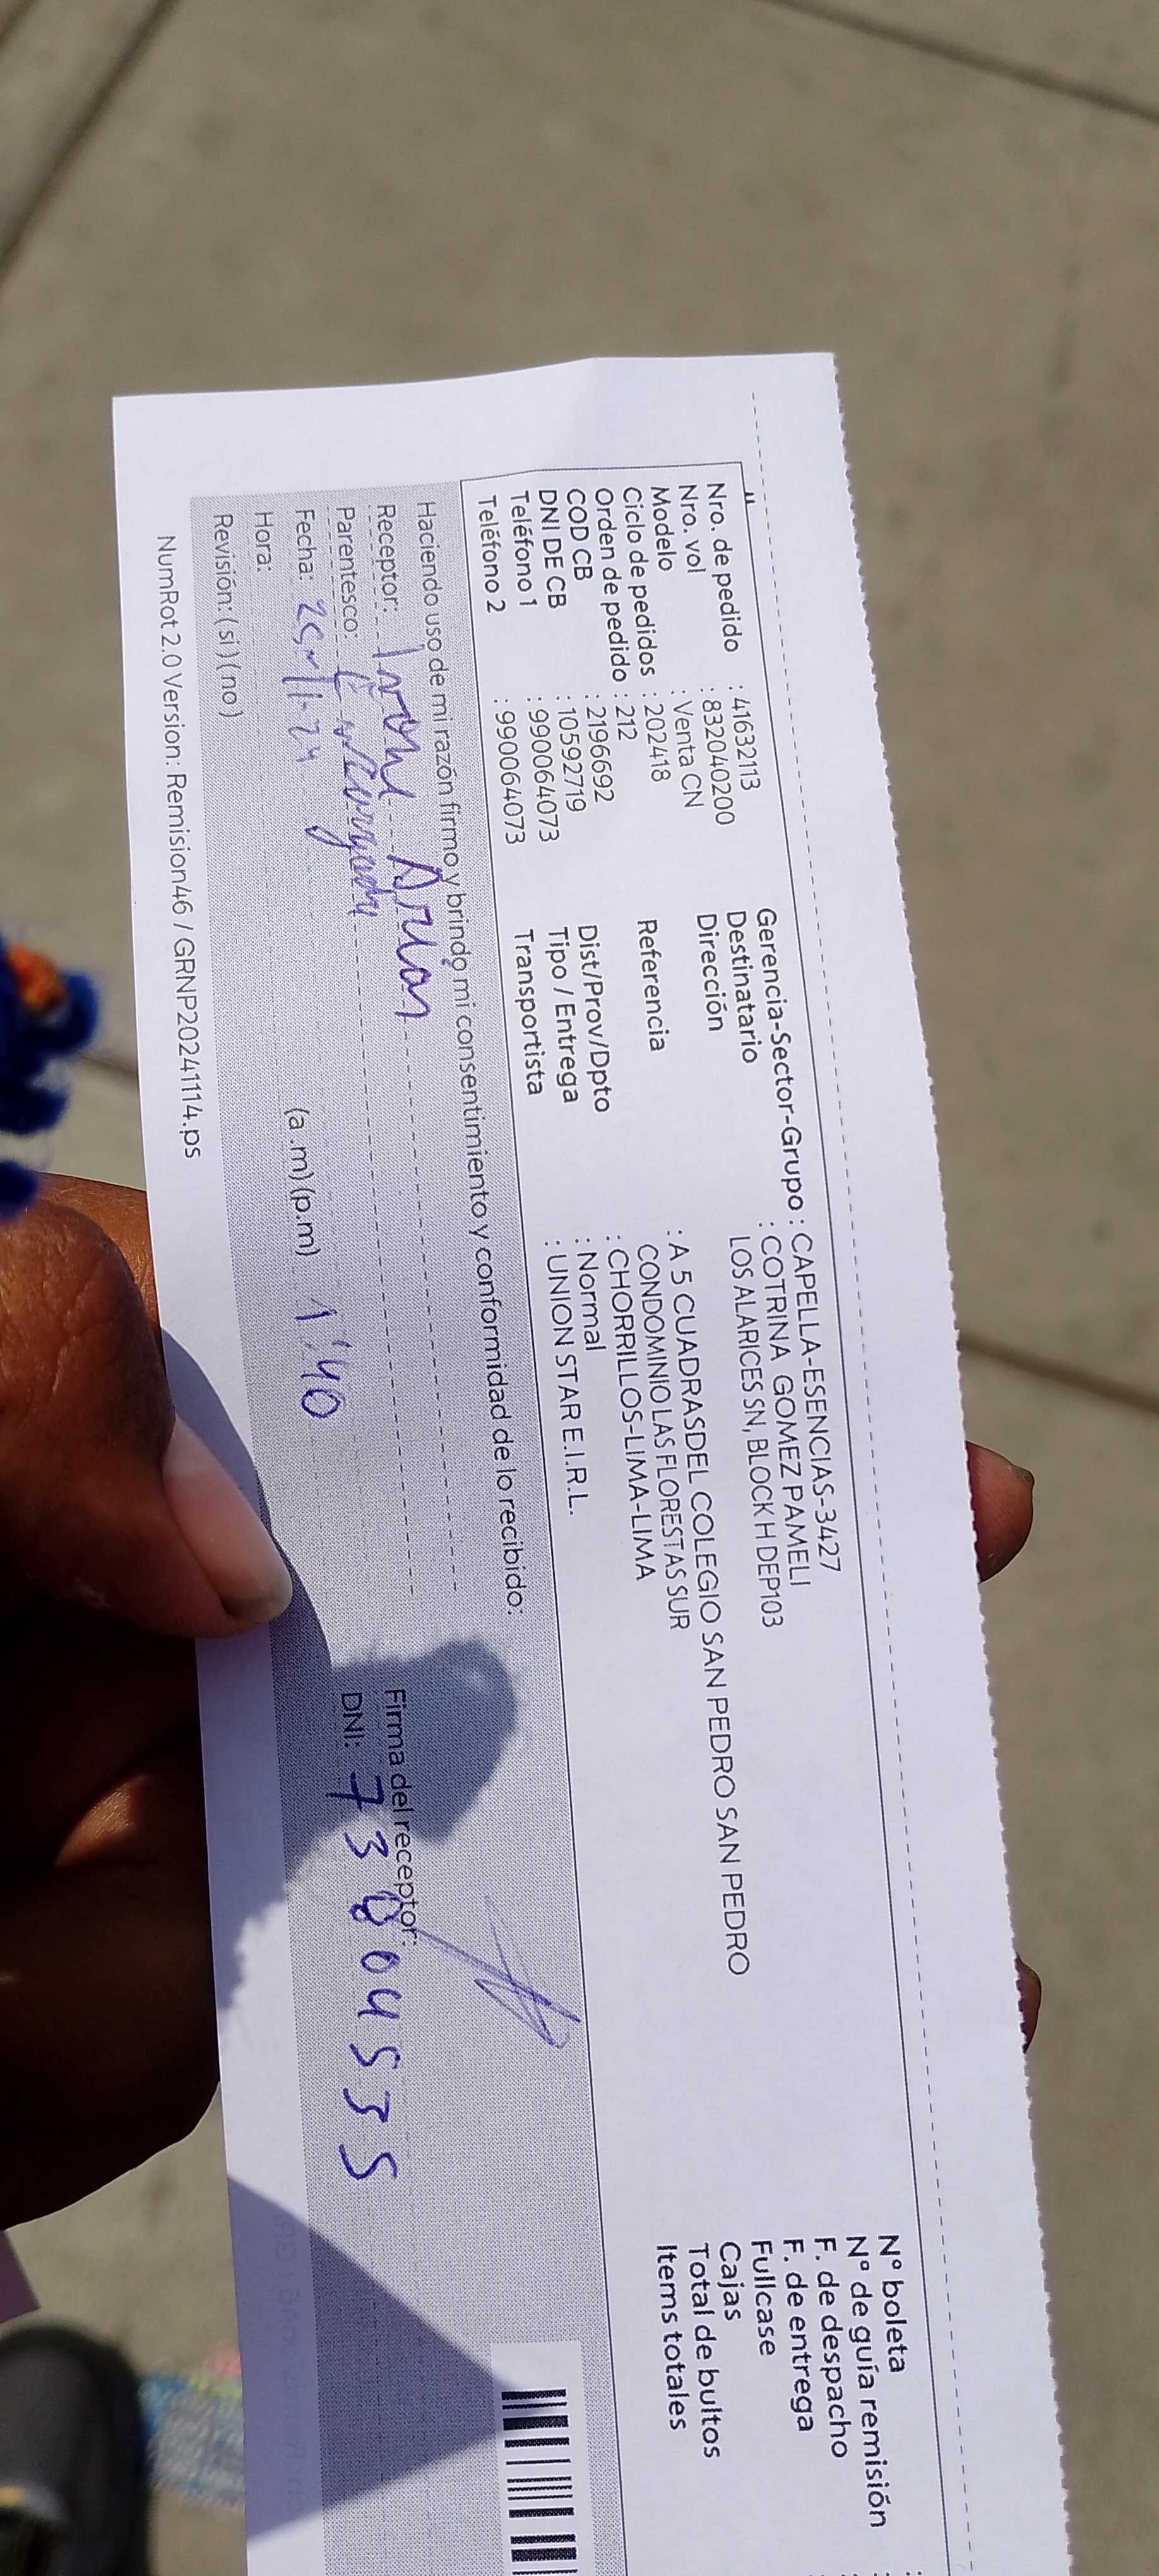 Nro. de pedido : 41632113
Nro. vol : 832040200
Modelo : Venta CN
Ciclo de pedidos : 202418
Orden de pedido : 212
COD CB : 2196692
DNI DE CB : 10592719
Teléfono 1 : 990064073
Teléfono 2 : 990064073
Gerencia-Sector-Grupo : CAPELLA-ESENCIAS-3427
Destinatario : COTRINA GOMEZ PAMELI
Dirección LOS ALARICES SN, BLOCK H DEP103
Referencia : A 5 CUADRASDEL COLEGIO SAN PEDRO SAN PEDRO
CONDOMINIO LAS FLORESTAS SUR
Dist/Prov/Dpto : CHORRILLOS-LIMA-LIMA
Tipo / Entrega : Normal
Transportista : UNION STAR E.I.R.L.
Nº boleta :
Nº de guía remisión :
F. de despacho
F. de entrega
Fullcase
Cajas
Total de bultos
Items totales
Haciendo uso de mi razón firmo y brindo mi consentimiento y conformidad de lo recibido:
Receptor:
Parentesco:
Fecha: 25-11-24
Hora: (a.m) (p.m) 1:40
Revisión: (si) (no)
Firma del receptor:
DNI: 73804535
NumRot 2.0 Version: Remision46 / GRNP20241114.ps